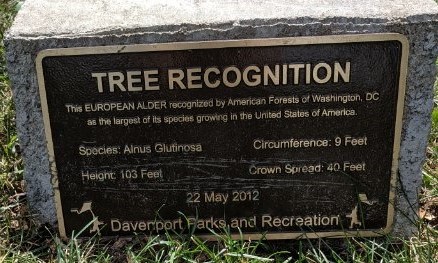 TREE RECOGNITION
This EUROPEAN ALDER recognized by American Forests of Washington, DC
as the largest of its species growing in the United States of America.
Species: Alnus Glutinosa Circumference: 9 Feet
Height: 103 Feet Crown Spread: 40 Feet
22 May 2012
Davenport Parks and Recreation